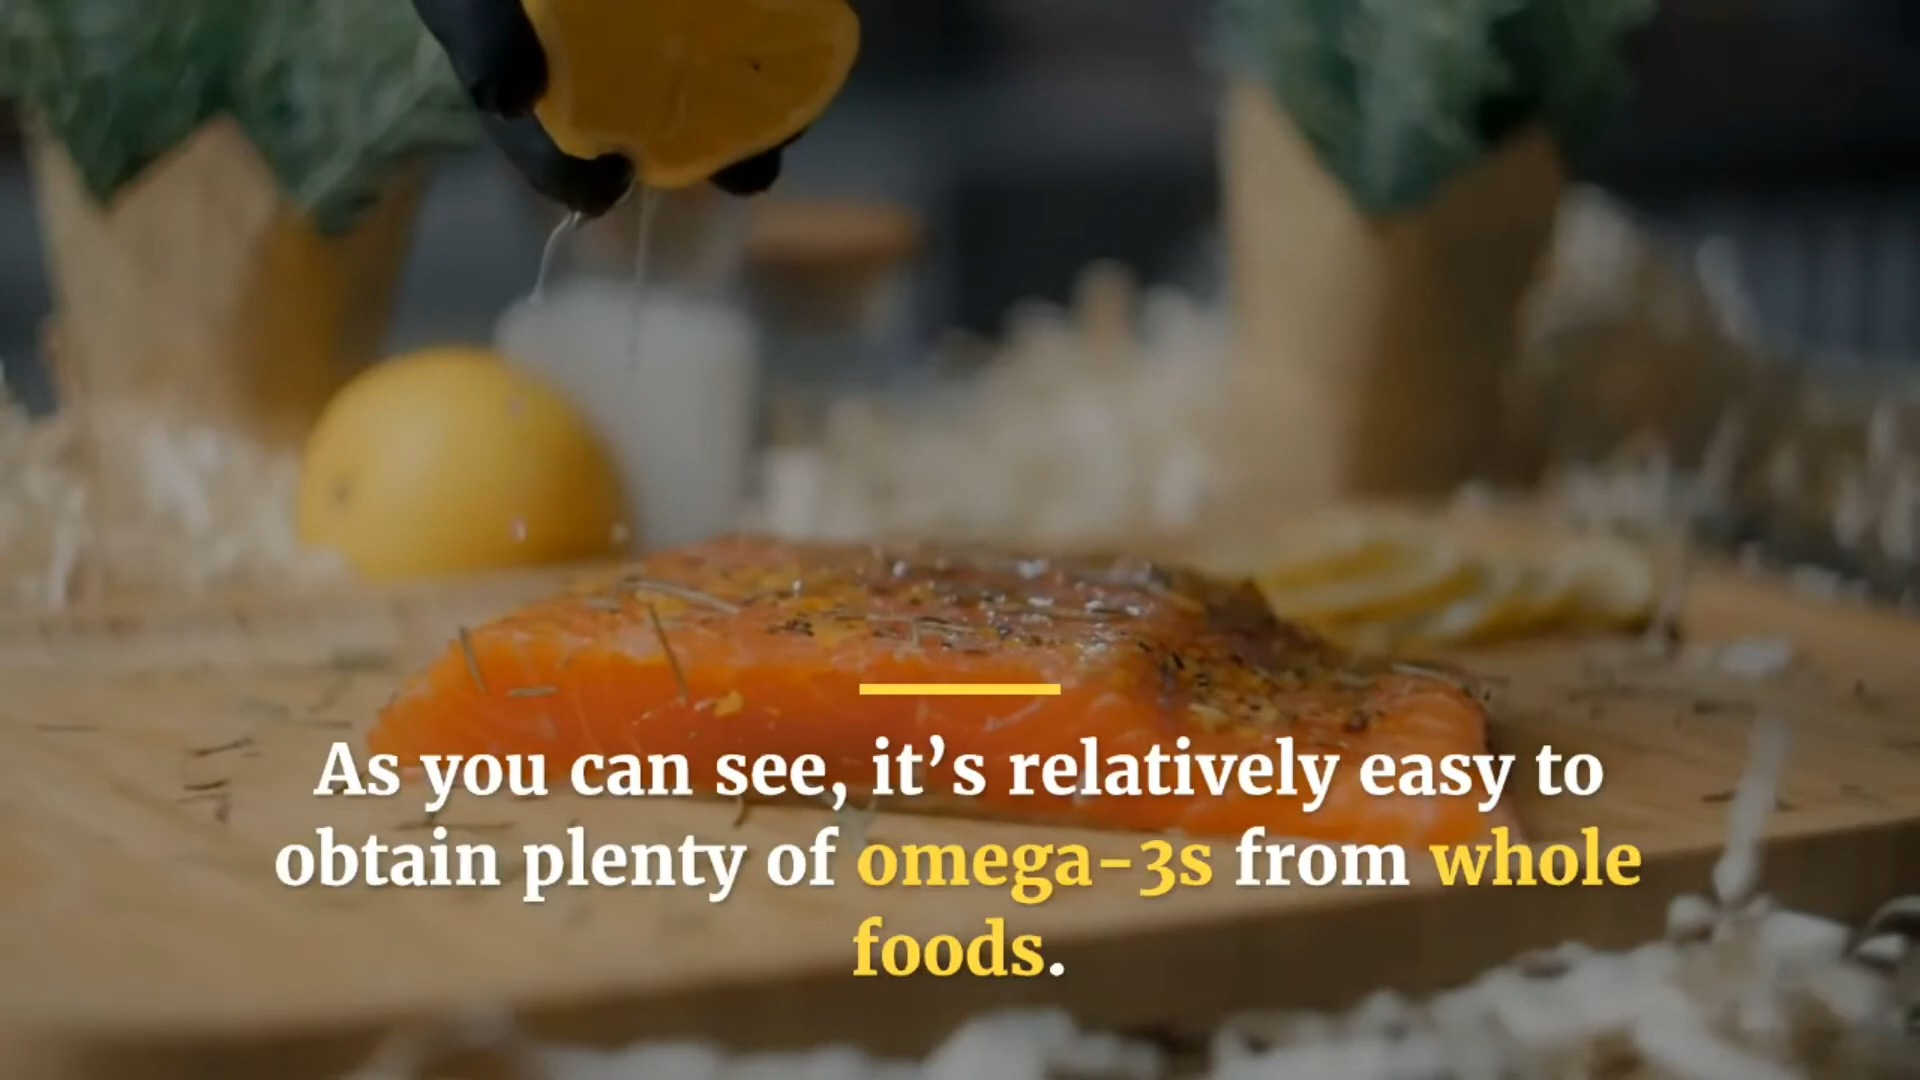 As you can see, it’s relatively easy to
obtain plenty of omega-3s from whole
foods.